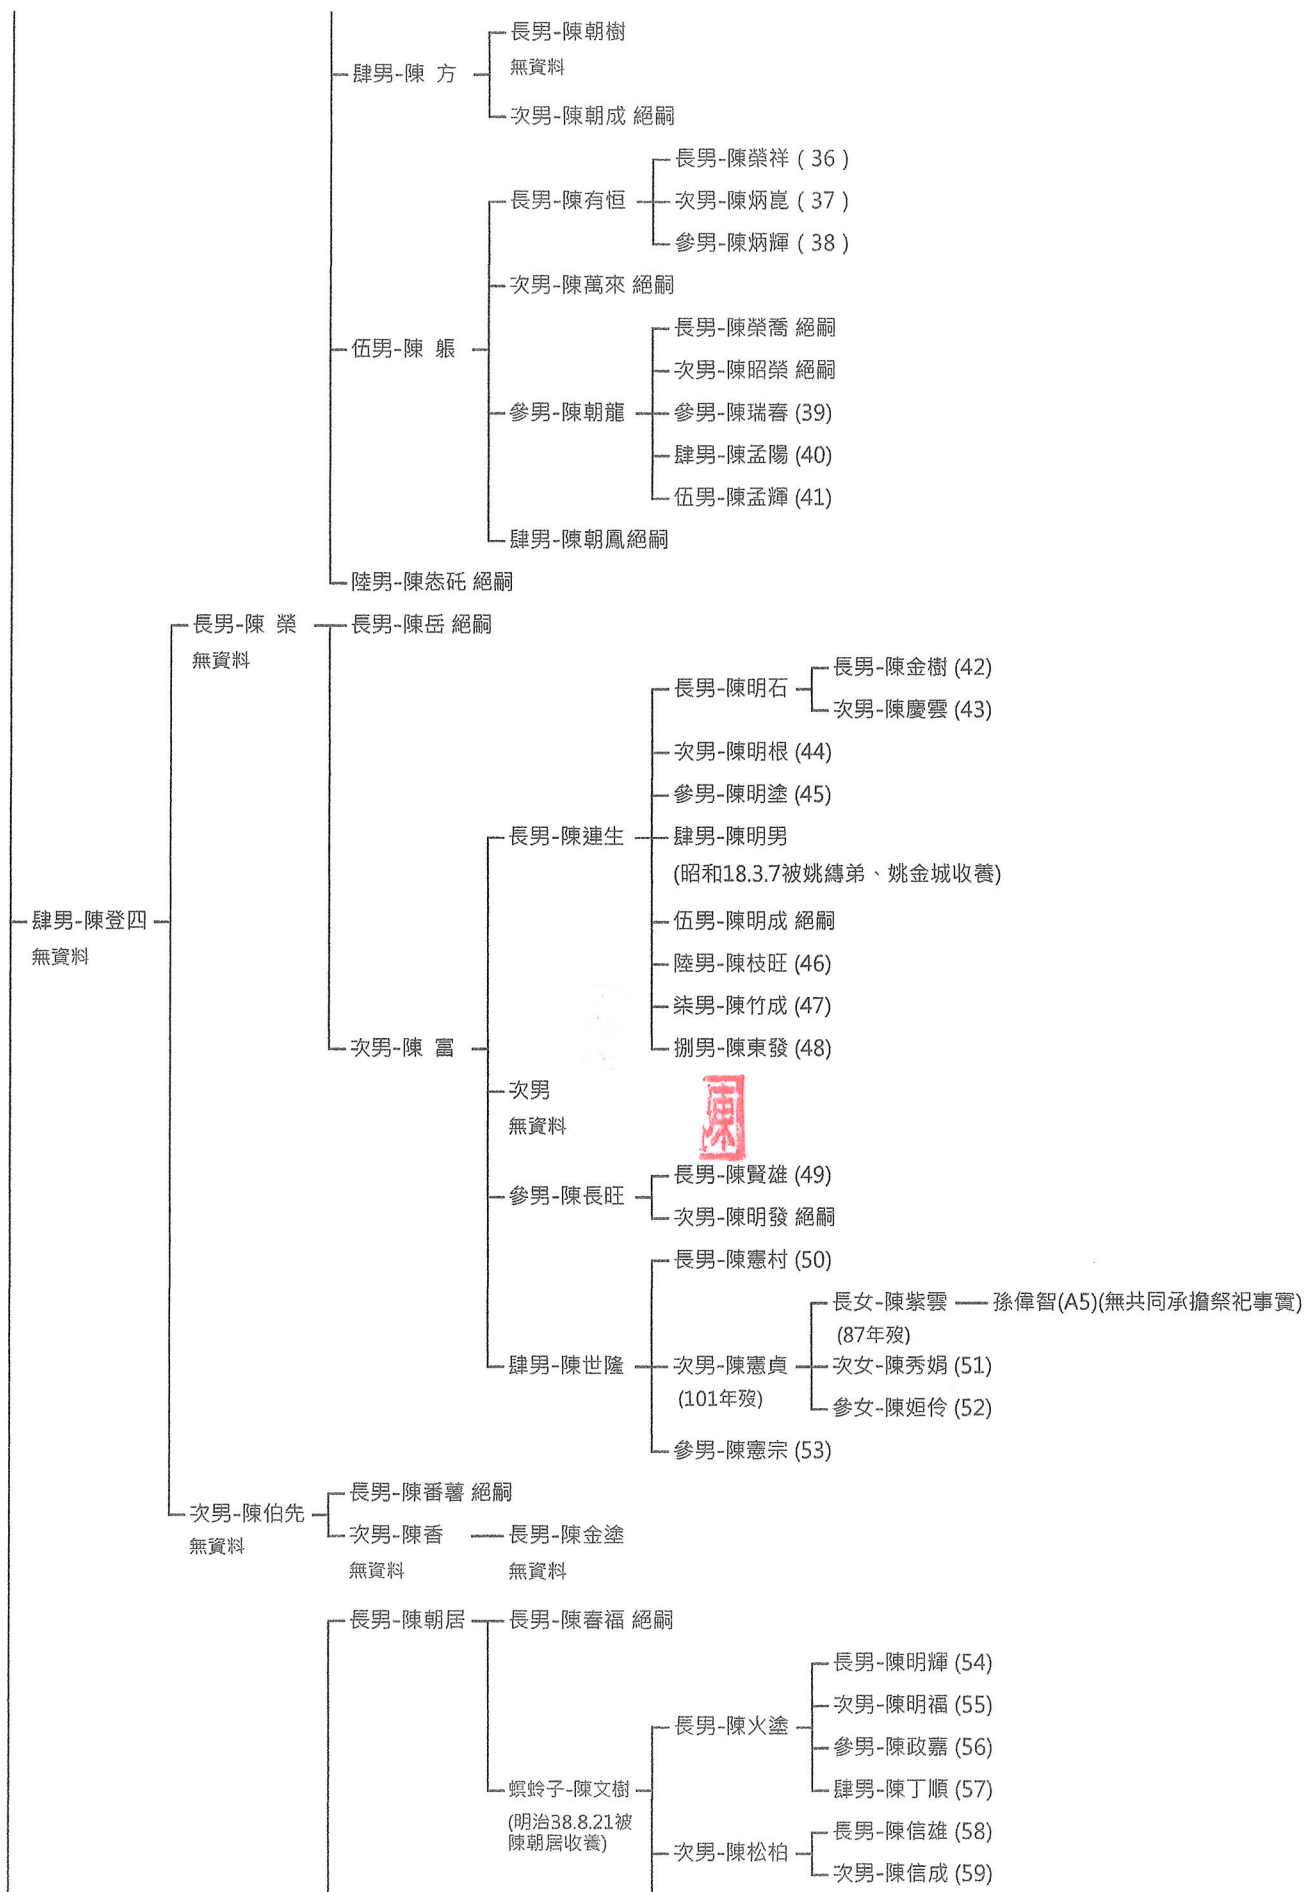 長男-陳朝樹
無資料
肆男-陳 方
次男-陳朝成 絕嗣
長男-陳榮祥 ( 36 )
長男-陳有恒
次男-陳炳崑 ( 37 )
參男-陳炳輝 ( 38 )
次男-陳萬來 絕嗣
長男-陳榮喬 絕嗣
伍男-陳 賬
次男-陳昭榮 絕嗣
參男-陳朝龍
參男-陳瑞春 (39)
肆男-陳孟陽 (40)
伍男-陳孟輝 (41)
肆男-陳朝鳳絕嗣
陸男-陳惎矺 絕嗣
長男-陳 榮
無資料
長男-陳岳 絕嗣
長男-陳金樹 (42)
長男-陳明石
次男-陳慶雲 (43)
次男-陳明根 (44)
參男-陳明塗 (45)
長男-陳連生
肆男-陳明男
(昭和18.3.7被姚縳弟、姚金城收養)
肆男-陳登四
無資料
伍男-陳明成 絕嗣
陸男-陳枝旺 (46)
柒男-陳竹成 (47)
次男-陳 富
捌男-陳東發 (48)
次男
無資料
陳
長男-陳賢雄 (49)
參男-陳長旺
次男-陳明發 絕嗣
長男-陳憲村 (50)
長女-陳紫雲
(87年歿)
孫偉智(A5)(無共同承擔祭祀事實)
肆男-陳世隆
次男-陳憲貞
(101年歿)
次女-陳秀娟 (51)
參女-陳姮伶 (52)
參男-陳憲宗 (53)
次男-陳伯先
無資料
長男-陳番薯 絕嗣
次男-陳香
無資料
長男-陳金塗
無資料
長男-陳朝居
長男-陳春福 絕嗣
長男-陳明輝 (54)
次男-陳明福 (55)
長男-陳火塗
參男-陳政嘉 (56)
肆男-陳丁順 (57)
螟蛉子-陳文樹
(明治38.8.21被
陳朝居收養)
長男-陳信雄 (58)
次男-陳松柏
次男-陳信成 (59)